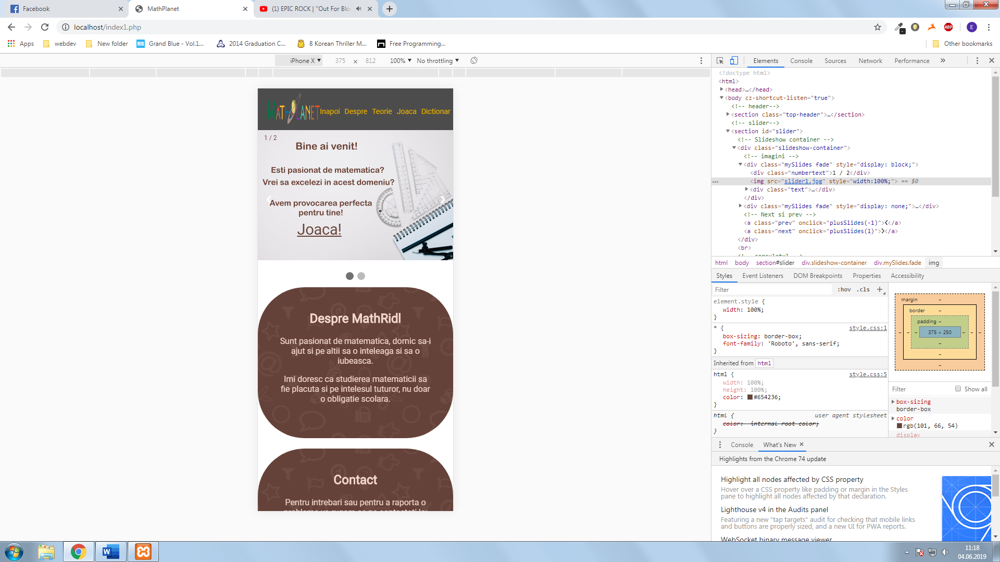 Facebook
MathPlanet
(1) EPIC ROCK | "Out For Blo
localhost/index1.php
ABP
E
Apps
webdev
New folder
MR
Grand Blue - Vol.1...
2014 Graduation C...
8 Korean Thriller M...
Free Programming...
Other bookmarks
iPhone X ▼
375 × 812
100% ▼
No throttling ▼
Elements
Console
Sources
Network
Performance
»
MATHPLANET
Inapoi Despre Teorie Joaca Dictionar
1 / 2
Bine ai venit!
Esti pasionat de matematica?
Vrei sa excelezi in acest domeniu?
Avem provocarea perfecta
pentru tine!
Joaca!
❮
❯
Despre MathRidl
Sunt pasionat de matematica, dornic sa-i
ajut si pe altii sa o inteleaga si sa o
iubeasca.
Imi doresc ca studierea matematicii sa
fie placuta si pe intelesul tuturor, nu doar
o obligatie scolara.
Contact
Pentru intrebari sau pentru a raporta o
<!doctype html>
<html>
<head>…</head>
<body cz-shortcut-listen="true">
<!-- header-->
<section class="top-header">…</section>
<!-- slider-->
<section id="slider">
<!-- Slideshow container -->
<div class="slideshow-container">
<!-- imagini -->
<div class="mySlides fade" style="display: block;">
<div class="numbertext">1 / 2</div>
<img src="slider1.jpg" style="width:100%;"> == $0
<div class="text">…</div>
</div>
<div class="mySlides fade" style="display: none;">…</div>
<!-- Next si prev -->
<a class="prev" onclick="plusSlides(-1)">❮</a>
<a class="next" onclick="plusSlides(1)">❯</a>
</div>
<br>
html body section#slider div.slideshow-container div.mySlides.fade img
Styles Event Listeners DOM Breakpoints Properties Accessibility
Filter
:hov .cls +
element.style {
width: 100%;
}
* {
style.css:1
box-sizing: border-box;
font-family: 'Roboto', sans-serif;
}
Inherited from html
html {
style.css:5
width: 100%;
height: 100%;
color: #654236;
}
html {
user agent stylesheet
color: -internal-root-color;
}
margin –
border –
padding –
– – – 375 × 250 – – –
–
–
–
Filter
Show all
box-sizing
border-box
color
rgb(101, 66, 54)
display
Console
What's New
Highlights from the Chrome 74 update
Highlight all nodes affected by CSS property
Hover over a CSS property like padding or margin in the Styles
pane to highlight all nodes affected by that declaration.
Lighthouse v4 in the Audits panel
Featuring a new "tap targets" audit for checking that mobile links
and buttons are properly sized, and a new UI for PWA reports.
WebSocket binary message viewer
W
11:18
04.06.2019